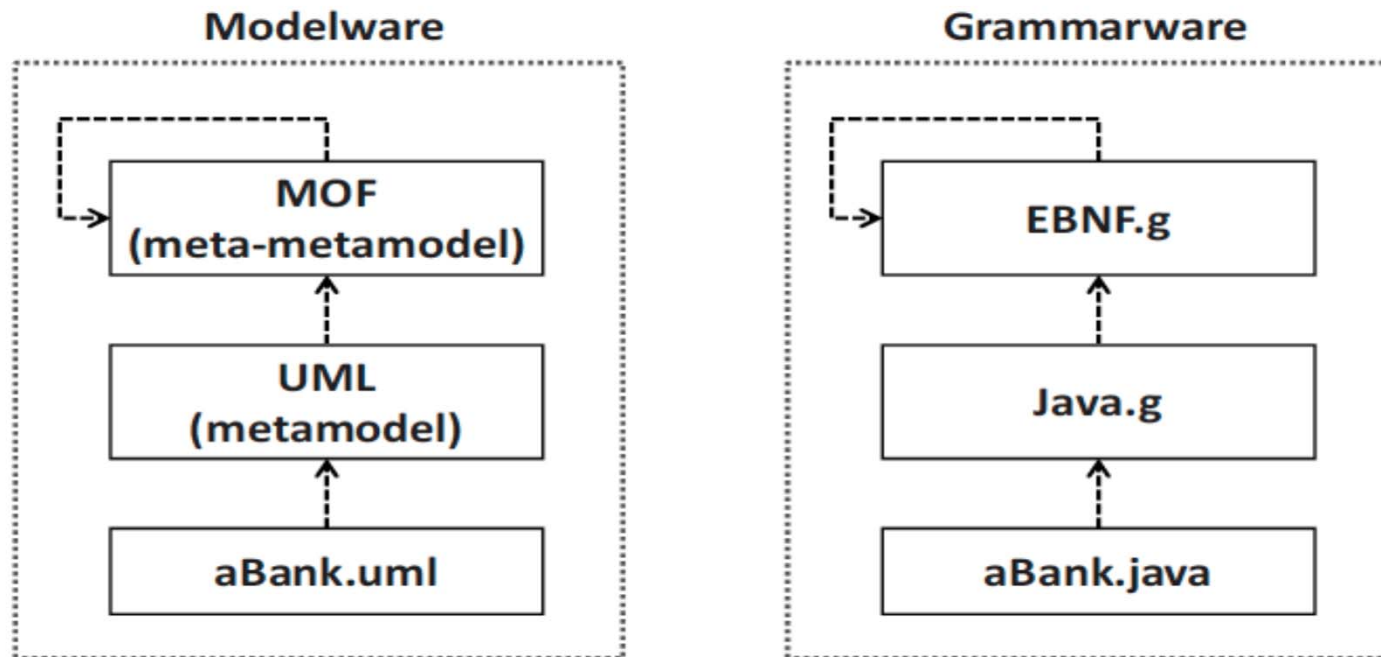 Modelware
MOF
(meta-metamodel)
UML
(metamodel)
aBank.uml
Grammarware
EBNF.g
Java.g
aBank.java